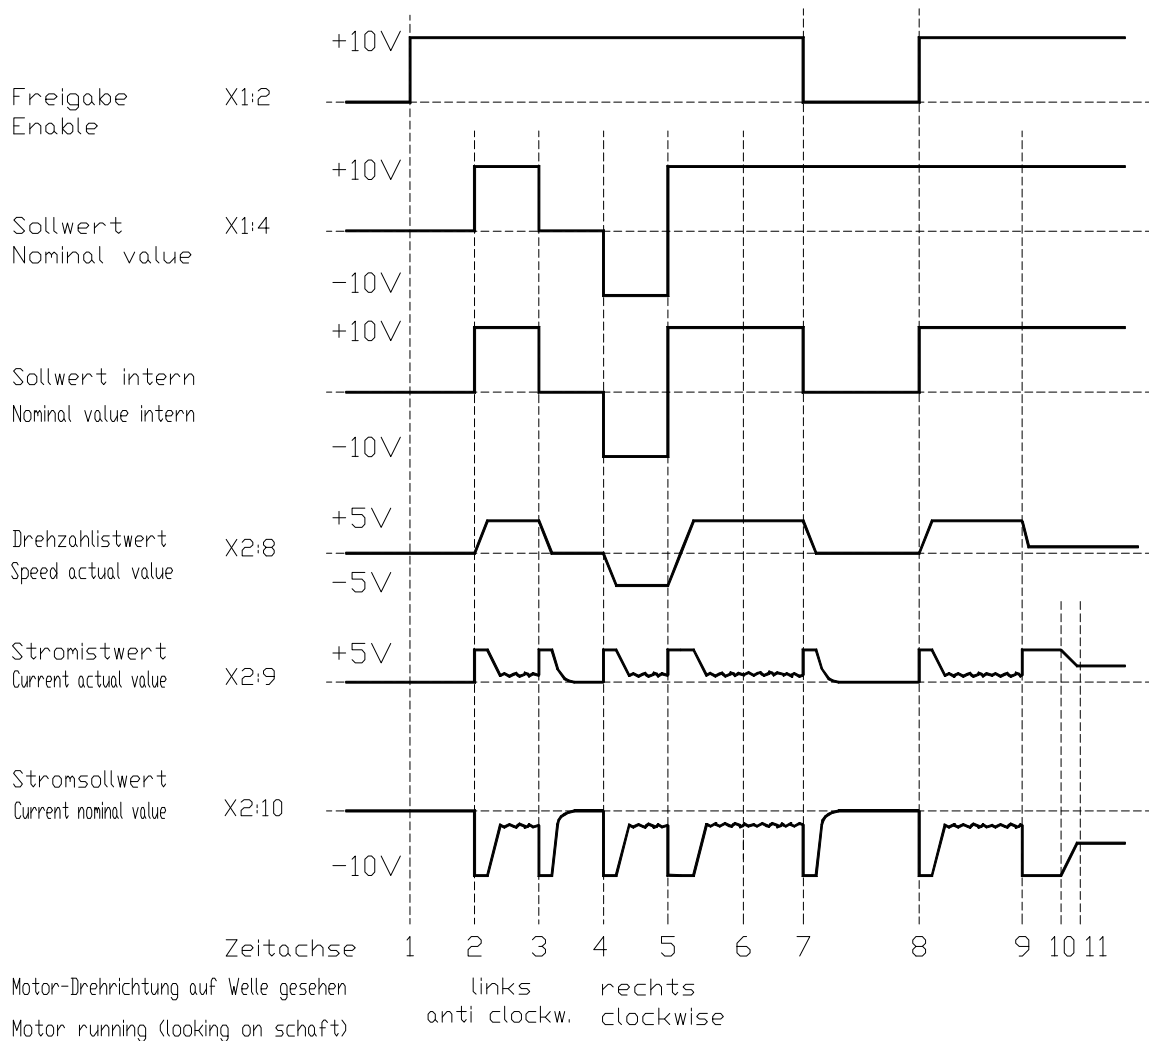 +10V
Freigabe X1:2
Enable
+10V
Sollwert X1:4
Nominal value
-10V
+10V
Sollwert intern
Nominal value intern
-10V
+5V
Drehzahlistwert X2:8
Speed actual value
-5V
Stromistwert +5V
Current actual value X2:9
Stromsollwert
Current nominal value X2:10
-10V
Zeitachse 1 2 3 4 5 6 7 8 9 10 11
Motor-Drehrichtung auf Welle gesehen links rechts
anti clockw. clockwise
Motor running (looking on schaft)